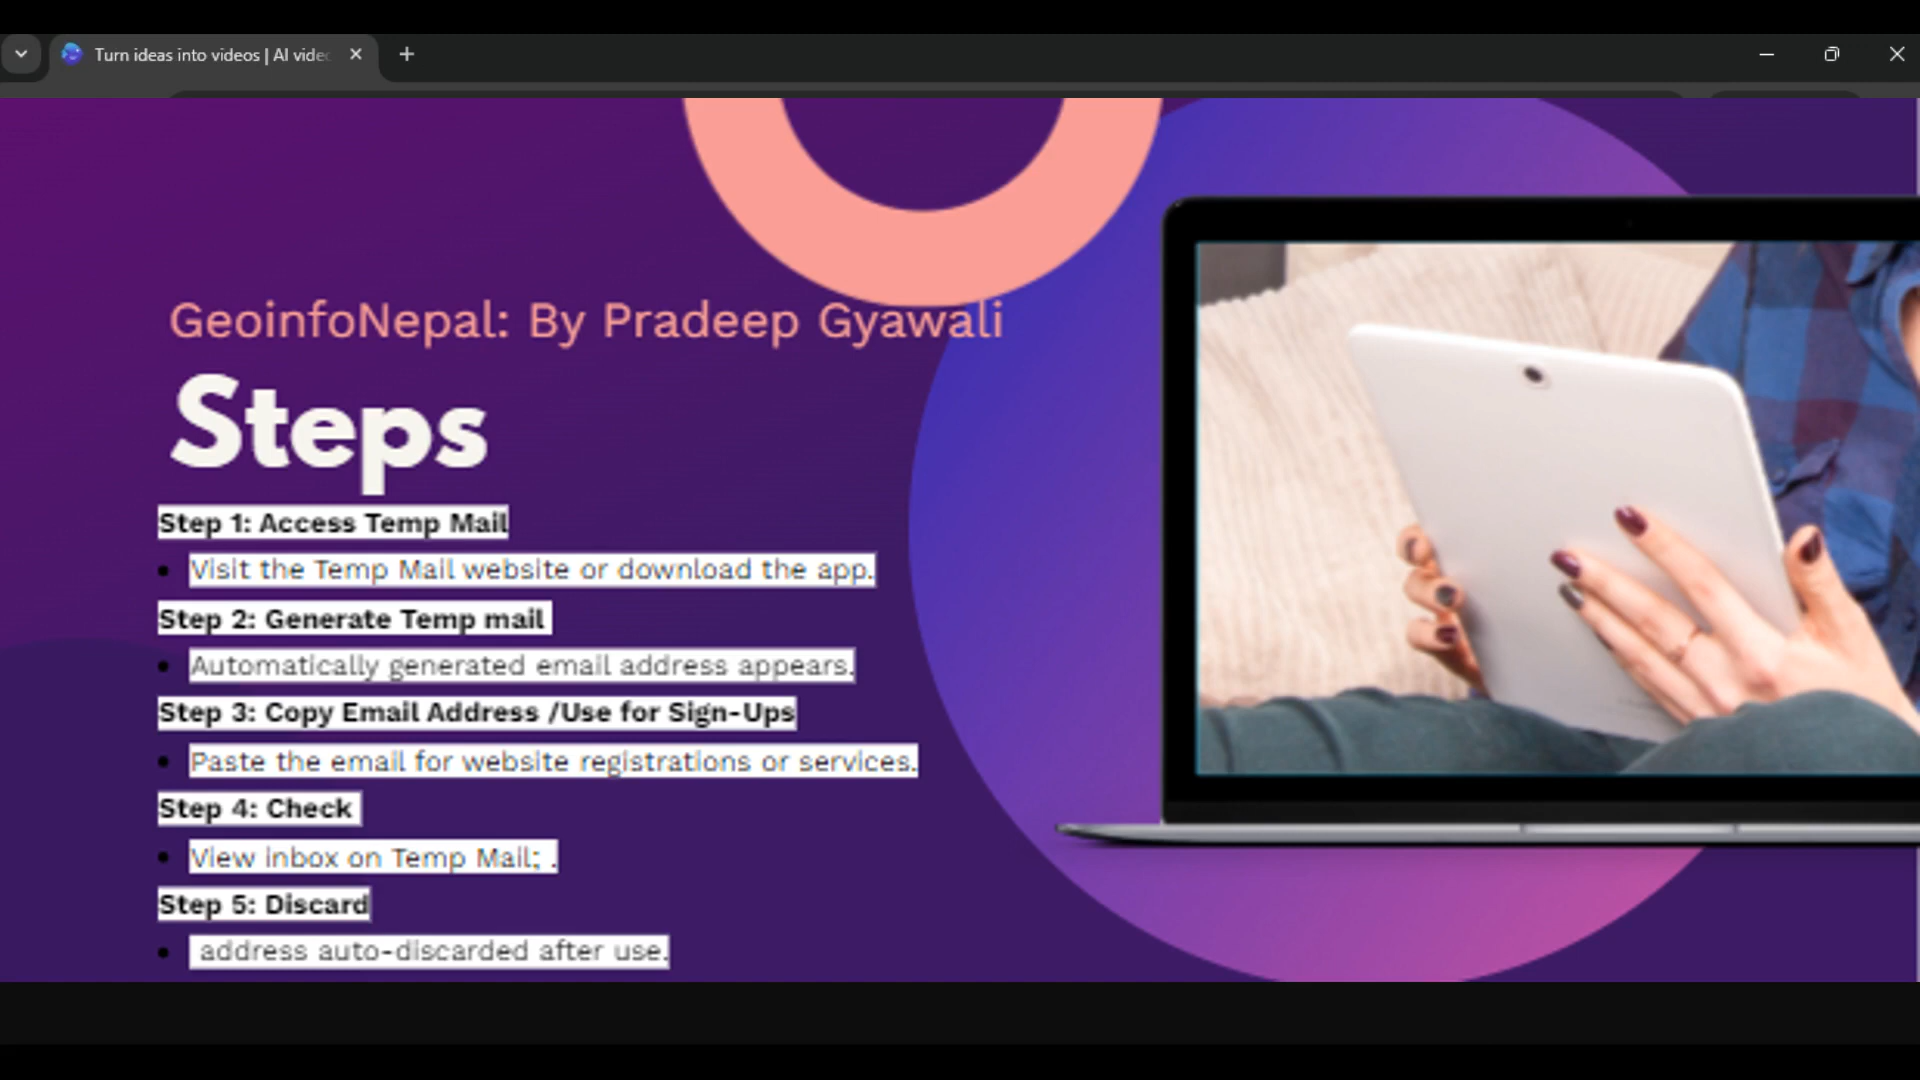 Turn ideas into videos | AI vide
GeoinfoNepal: By Pradeep Gyawali
Steps
Step 1: Access Temp Mail
• Visit the Temp Mail website or download the app.
Step 2: Generate Temp mail
• Automatically generated email address appears.
Step 3: Copy Email Address /Use for Sign-Ups
• Paste the email for website registrations or services.
Step 4: Check
• View inbox on Temp Mail; .
Step 5: Discard
• address auto-discarded after use.